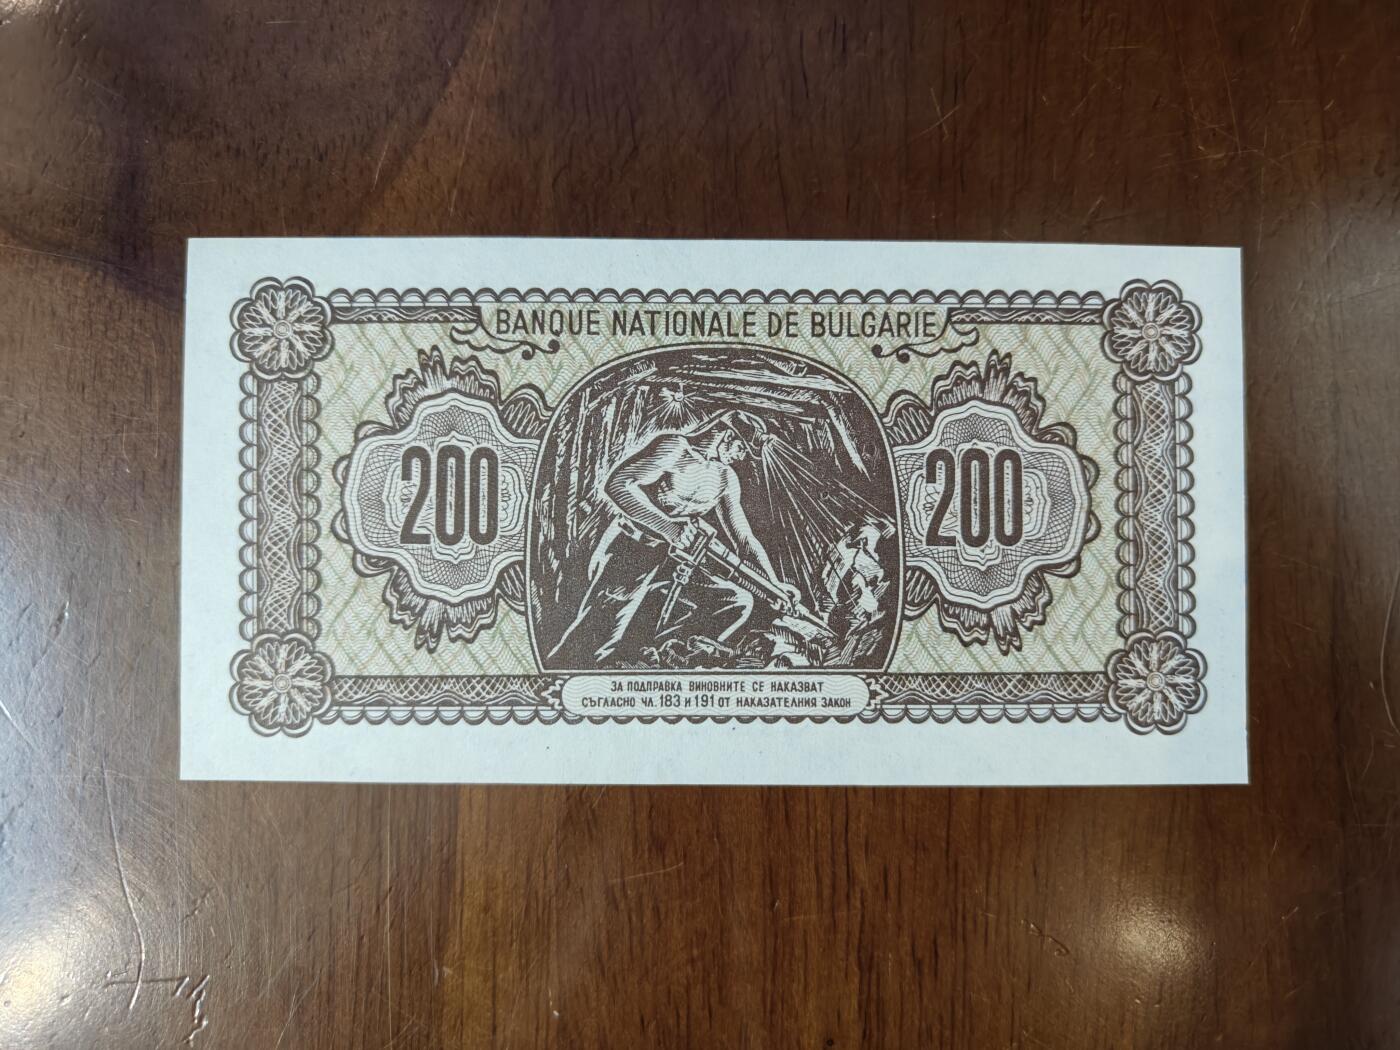 BANQUE NATIONALE DE BULGARIE
200
200
ЗА ПОДПРАВКА ВИНОВНИТЕ СЕ НАКАЗВАТ
СЪГЛАСНО ЧЛ. 183 И 191 ОТ НАКАЗАТЕЛНИЯ ЗАКОН